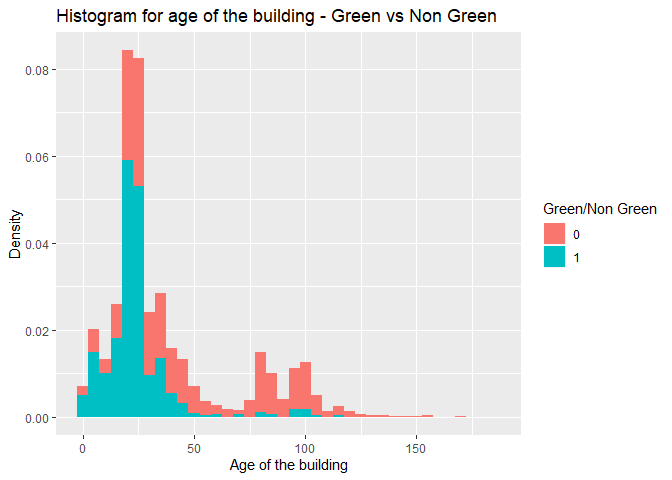 Histogram for age of the building - Green vs Non Green
0.08
0.06
0.04
0.02
0.00
Density
0
50
100
150
Age of the building
Green/Non Green
0
1